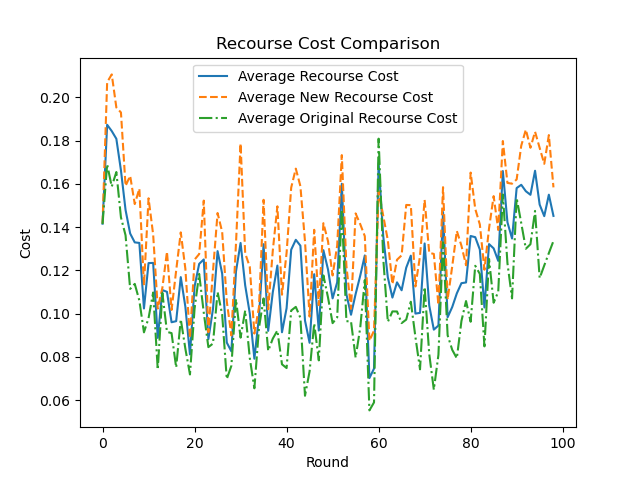 Recourse Cost Comparison
Average Recourse Cost
Average New Recourse Cost
Average Original Recourse Cost
Cost
0.20
0.18
0.16
0.14
0.12
0.10
0.08
0.06
0 20 40 60 80 100
Round